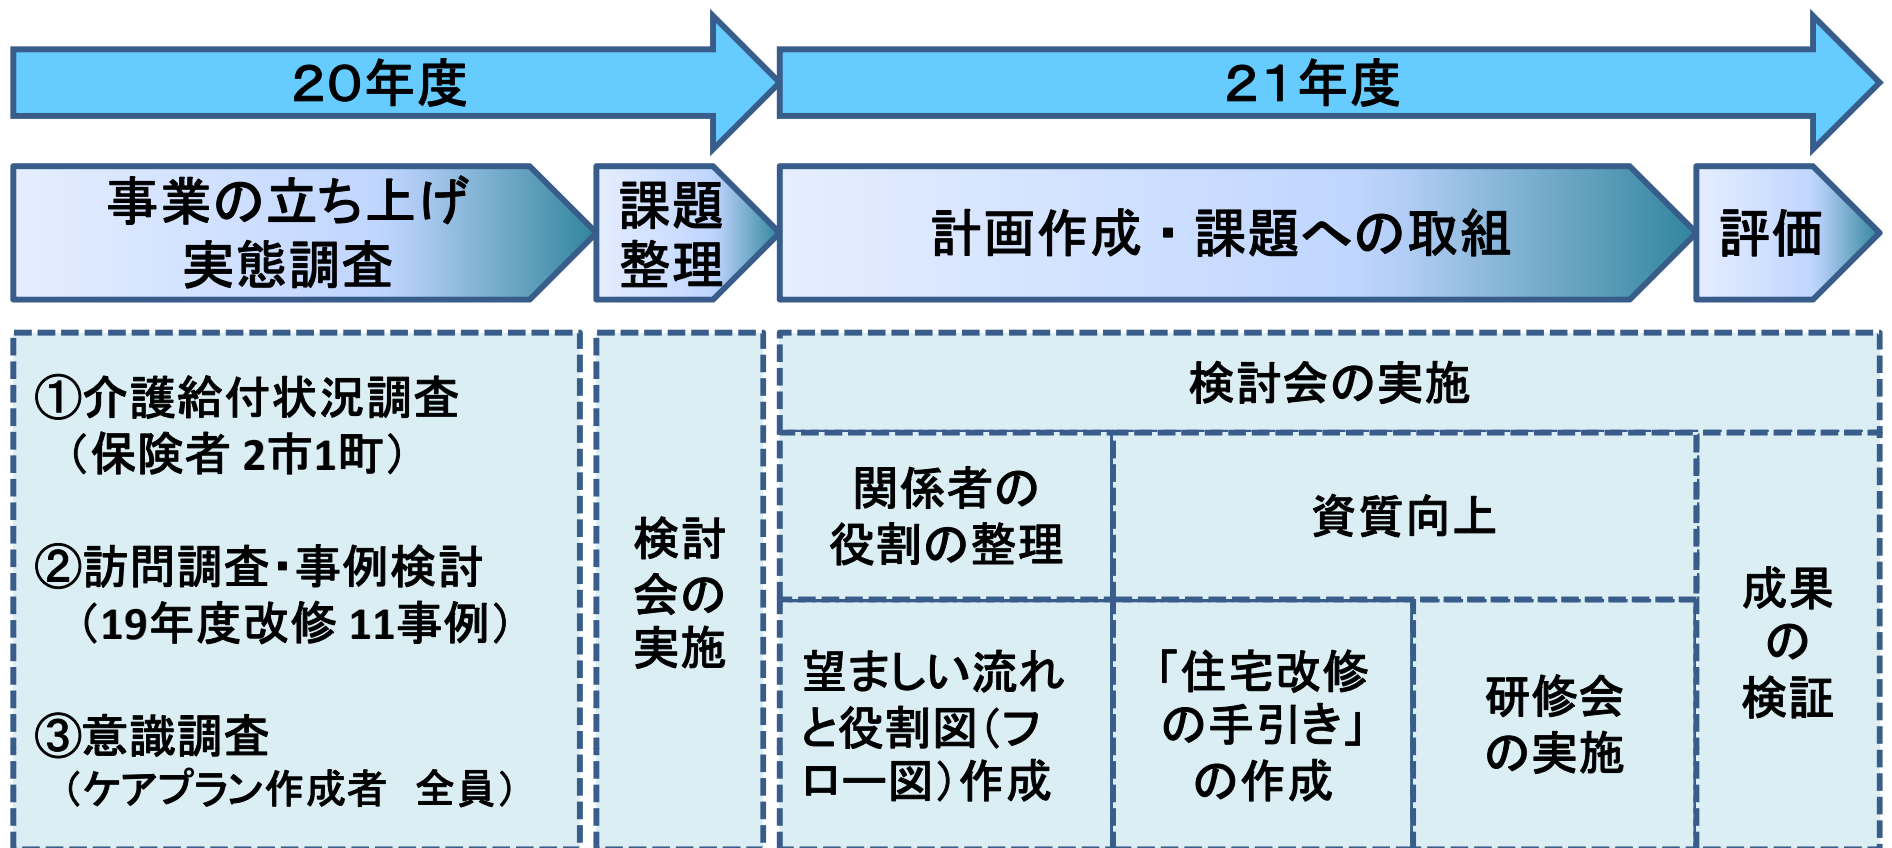 20年度
21年度
事業の立ち上げ
実態調査
課題
整理
計画作成・課題への取組
評価
①介護給付状況調査
（保険者 2市1町）
②訪問調査・事例検討
（19年度改修 11事例）
③意識調査
（ケアプラン作成者　全員）
検討
会の
実施
検討会の実施
関係者の
役割の整理
資質向上
望ましい流れ
と役割図（フ
ロー図）作成
「住宅改修
の手引き」
の作成
研修会
の実施
成果
の
検証